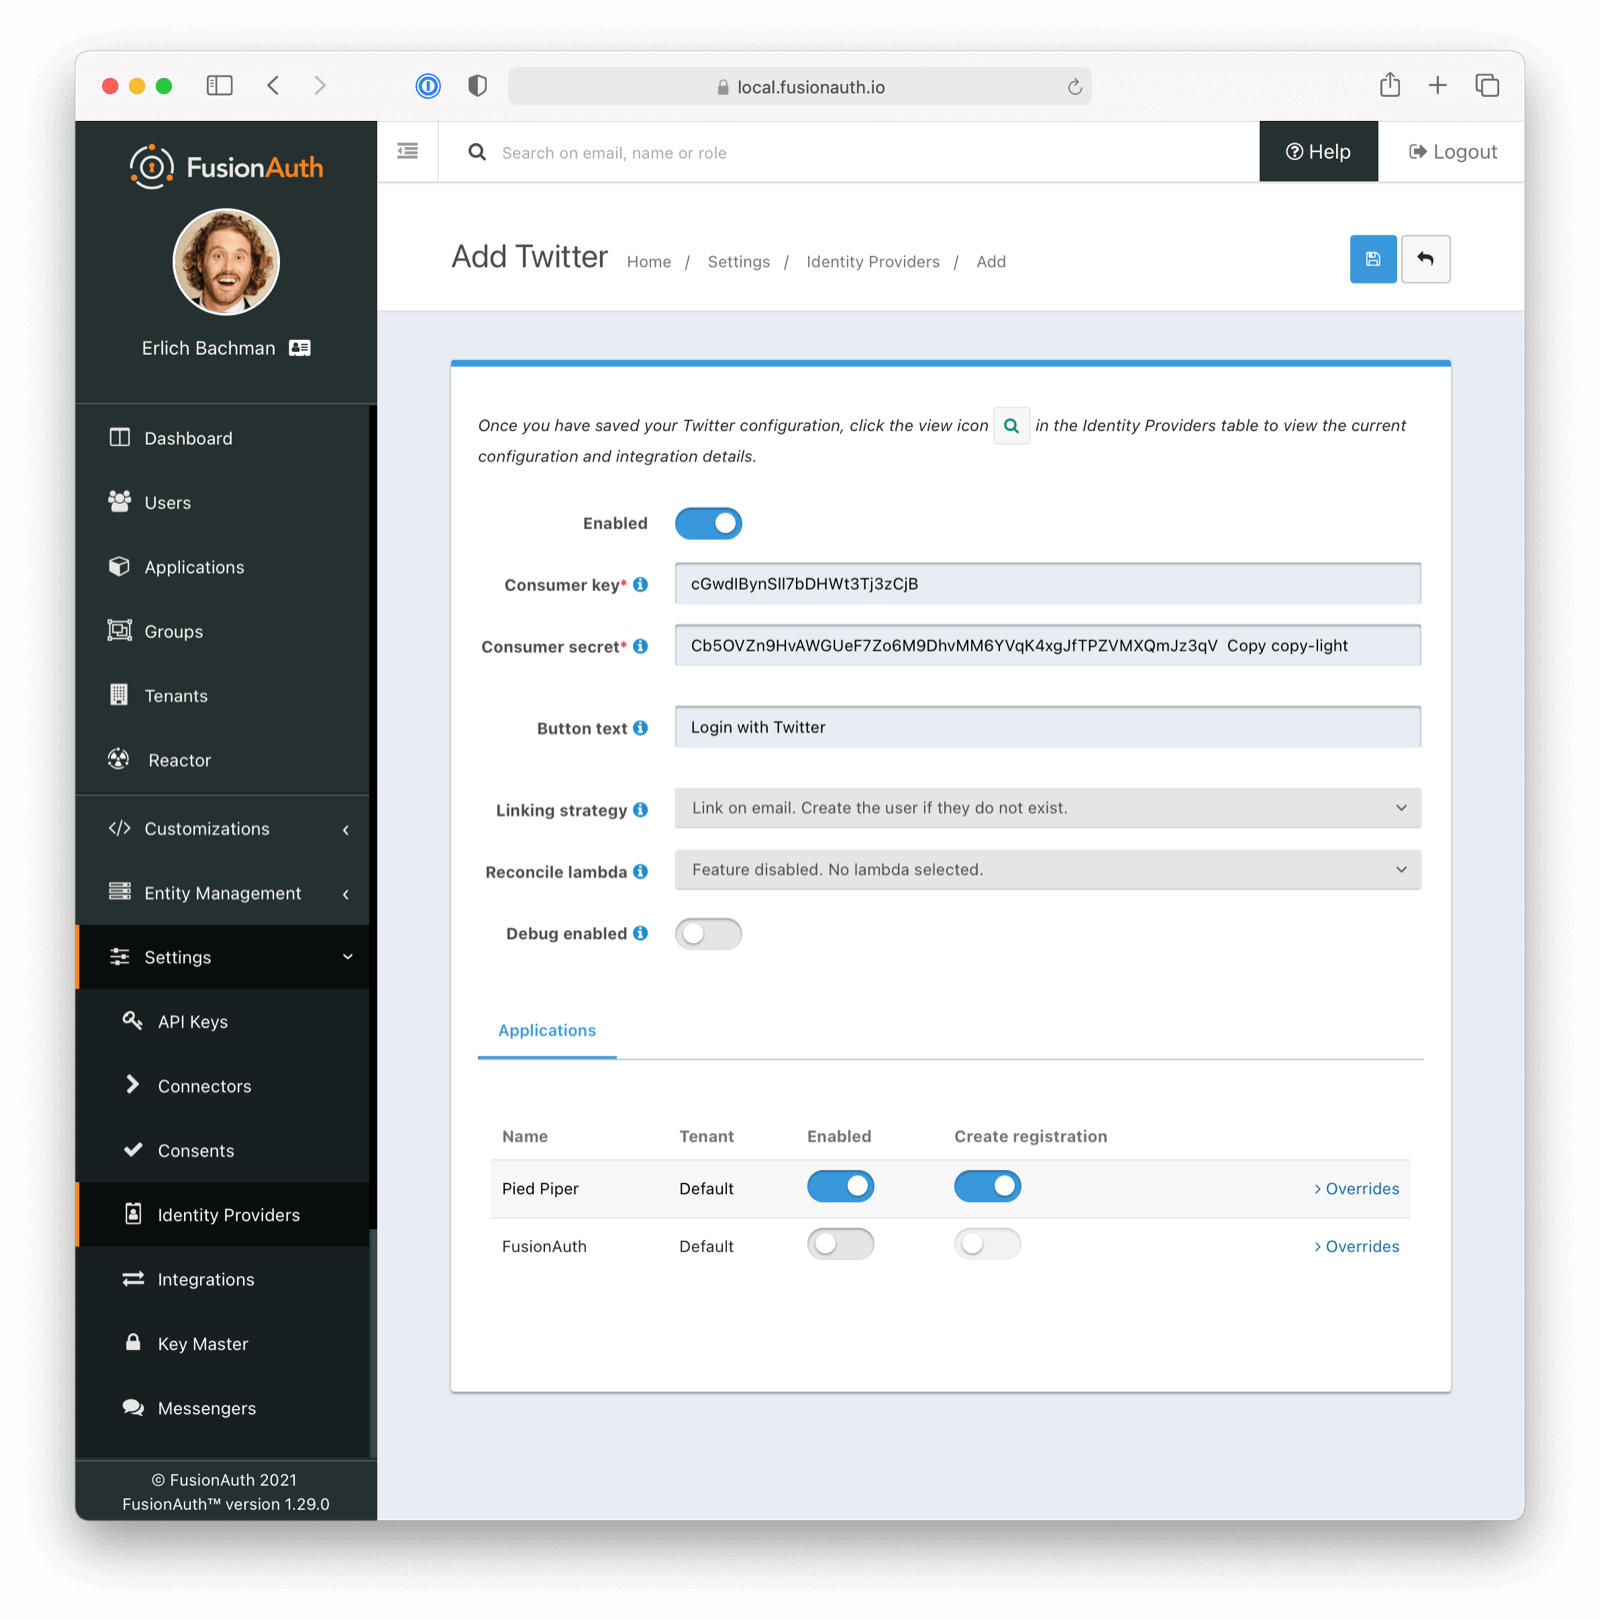 local.fusionauth.io
FusionAuth
Search on email, name or role
Help
Logout
Erlich Bachman
Add Twitter
Home / Settings / Identity Providers / Add
Dashboard
Users
Applications
Groups
Tenants
Reactor
Customizations
Entity Management
Settings
API Keys
Connectors
Consents
Identity Providers
Integrations
Key Master
Messengers
© FusionAuth 2021
FusionAuth™ version 1.29.0
Once you have saved your Twitter configuration, click the view icon in the Identity Providers table to view the current
configuration and integration details.
Enabled
Consumer key* cGwdIBynSlI7bDHWt3Tj3zCjB
Consumer secret* Cb5OVZn9HvAWGUeF7Zo6M9DhvMM6YVqK4xgJfTPZVMXQmJz3qV Copy copy-light
Button text Login with Twitter
Linking strategy Link on email. Create the user if they do not exist.
Reconcile lambda Feature disabled. No lambda selected.
Debug enabled
Applications
Name Tenant Enabled Create registration
Pied Piper Default > Overrides
FusionAuth Default > Overrides